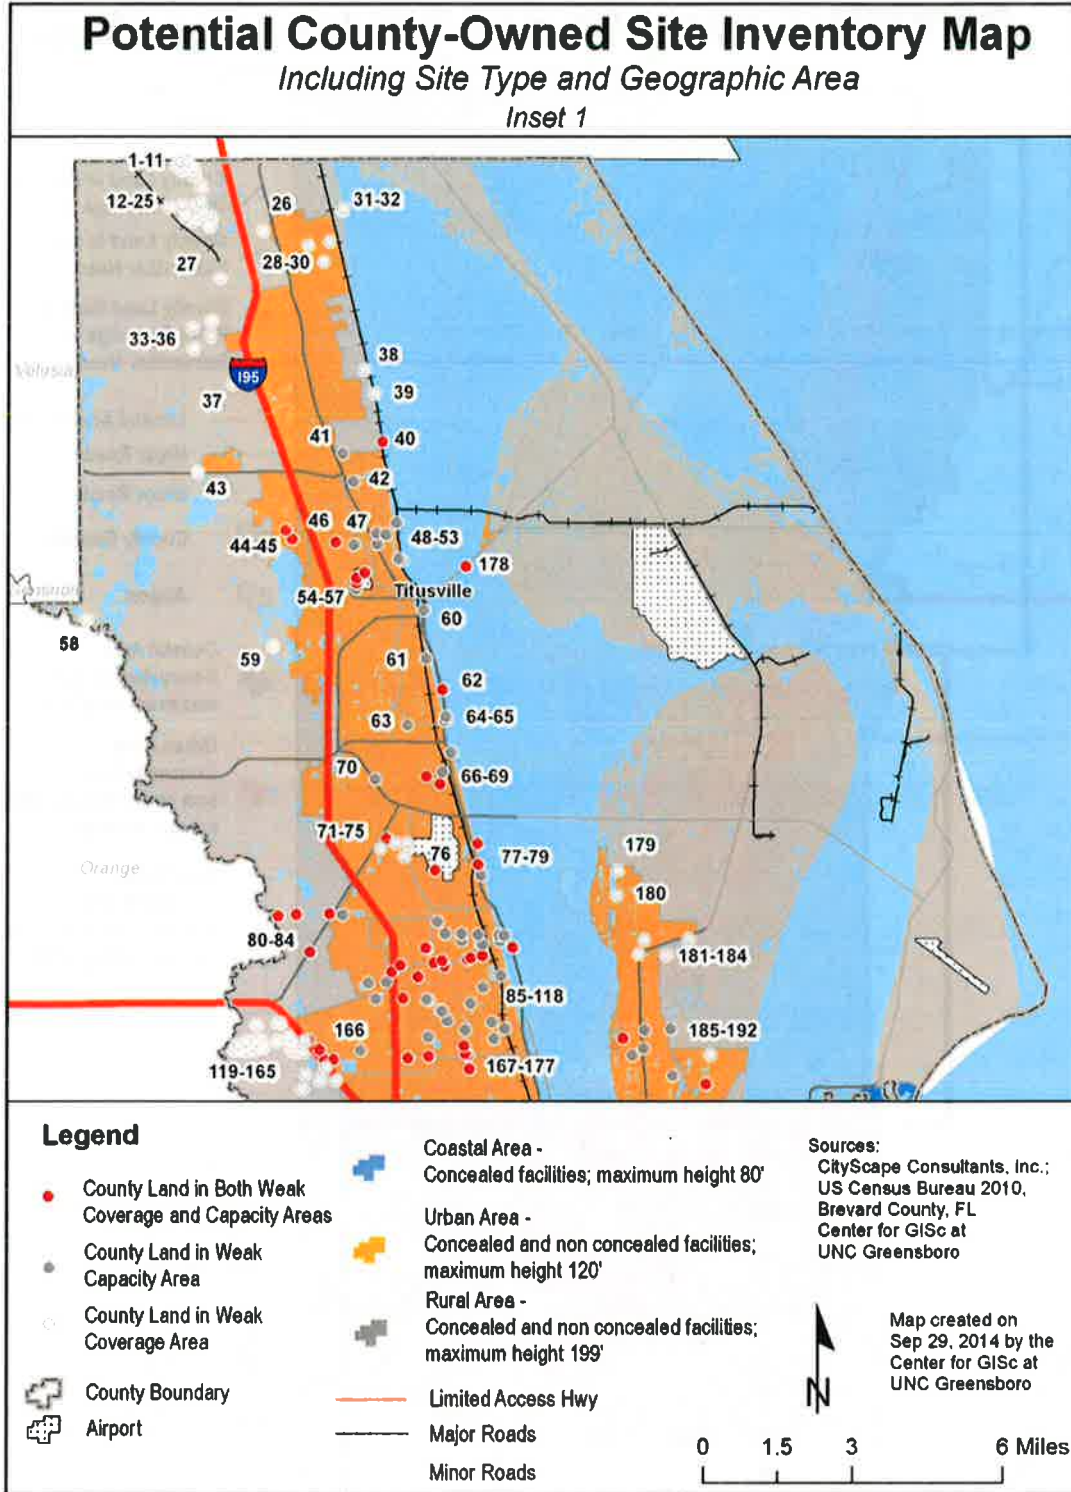 Potential County-Owned Site Inventory Map
Including Site Type and Geographic Area
Inset 1
1-11
12-25
26
31-32
27
28-30
33-36
38
Volusia
I95
37
39
41
40
42
43
46
47
48-53
44-45
178
54-57
Titusville
60
58
59
61
62
63
64-65
70
66-69
71-75
76
77-79
179
Orange
180
80-84
181-184
85-118
166
185-192
119-165
167-177
Legend
County Land in Both Weak
Coverage and Capacity Areas
County Land in Weak
Capacity Area
County Land in Weak
Coverage Area
County Boundary
Airport
Coastal Area -
Concealed facilities; maximum height 80'
Urban Area -
Concealed and non concealed facilities;
maximum height 120'
Rural Area -
Concealed and non concealed facilities;
maximum height 199'
Limited Access Hwy
Major Roads
Minor Roads
Sources:
CityScape Consultants, Inc.;
US Census Bureau 2010,
Brevard County, FL
Center for GISc at
UNC Greensboro
Map created on
Sep 29, 2014 by the
Center for GISc at
UNC Greensboro
N
0 1.5 3 6 Miles